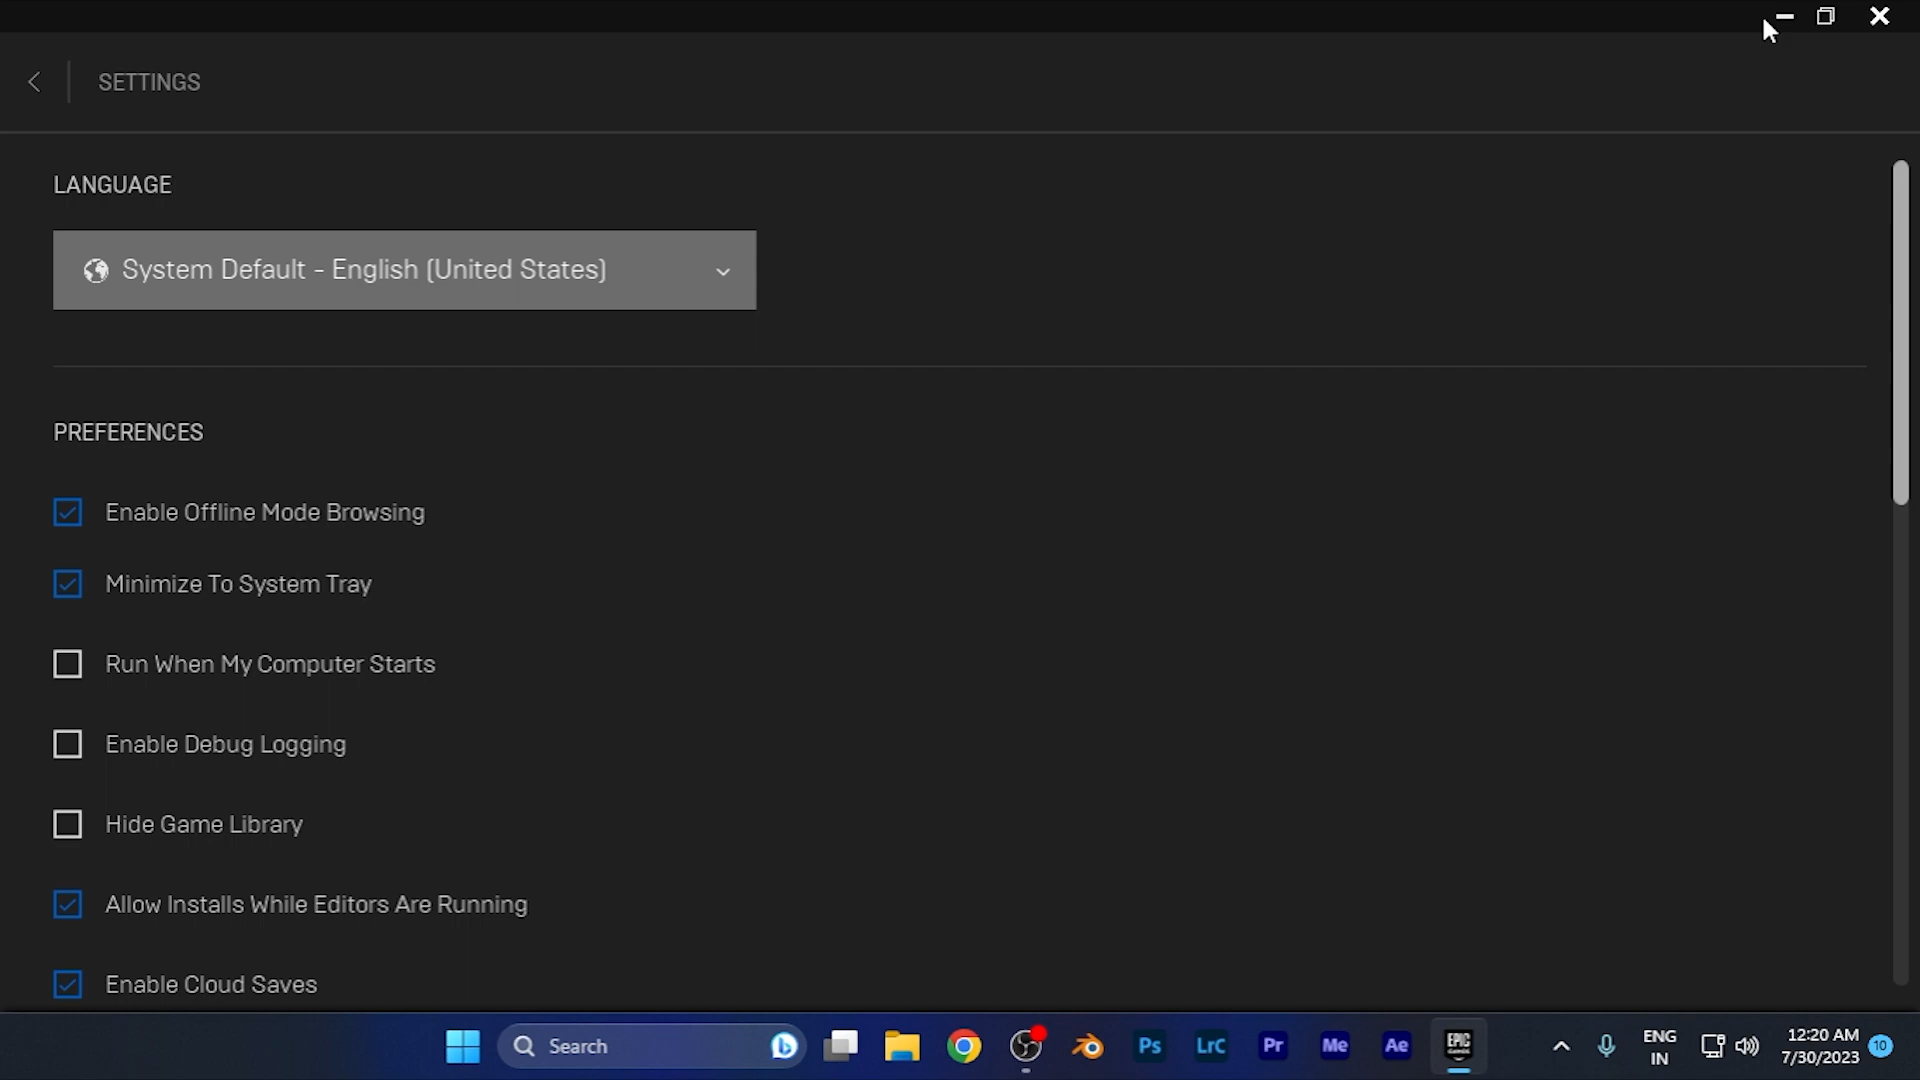 SETTINGS
LANGUAGE
System Default - English (United States)
PREFERENCES
Enable Offline Mode Browsing
Minimize To System Tray
Run When My Computer Starts
Enable Debug Logging
Hide Game Library
Allow Installs While Editors Are Running
Enable Cloud Saves
Search
Ps
LrC
Pr
Me
Ae
EPIC
GAMES
ENG
IN
12:20 AM
7/30/2023
10